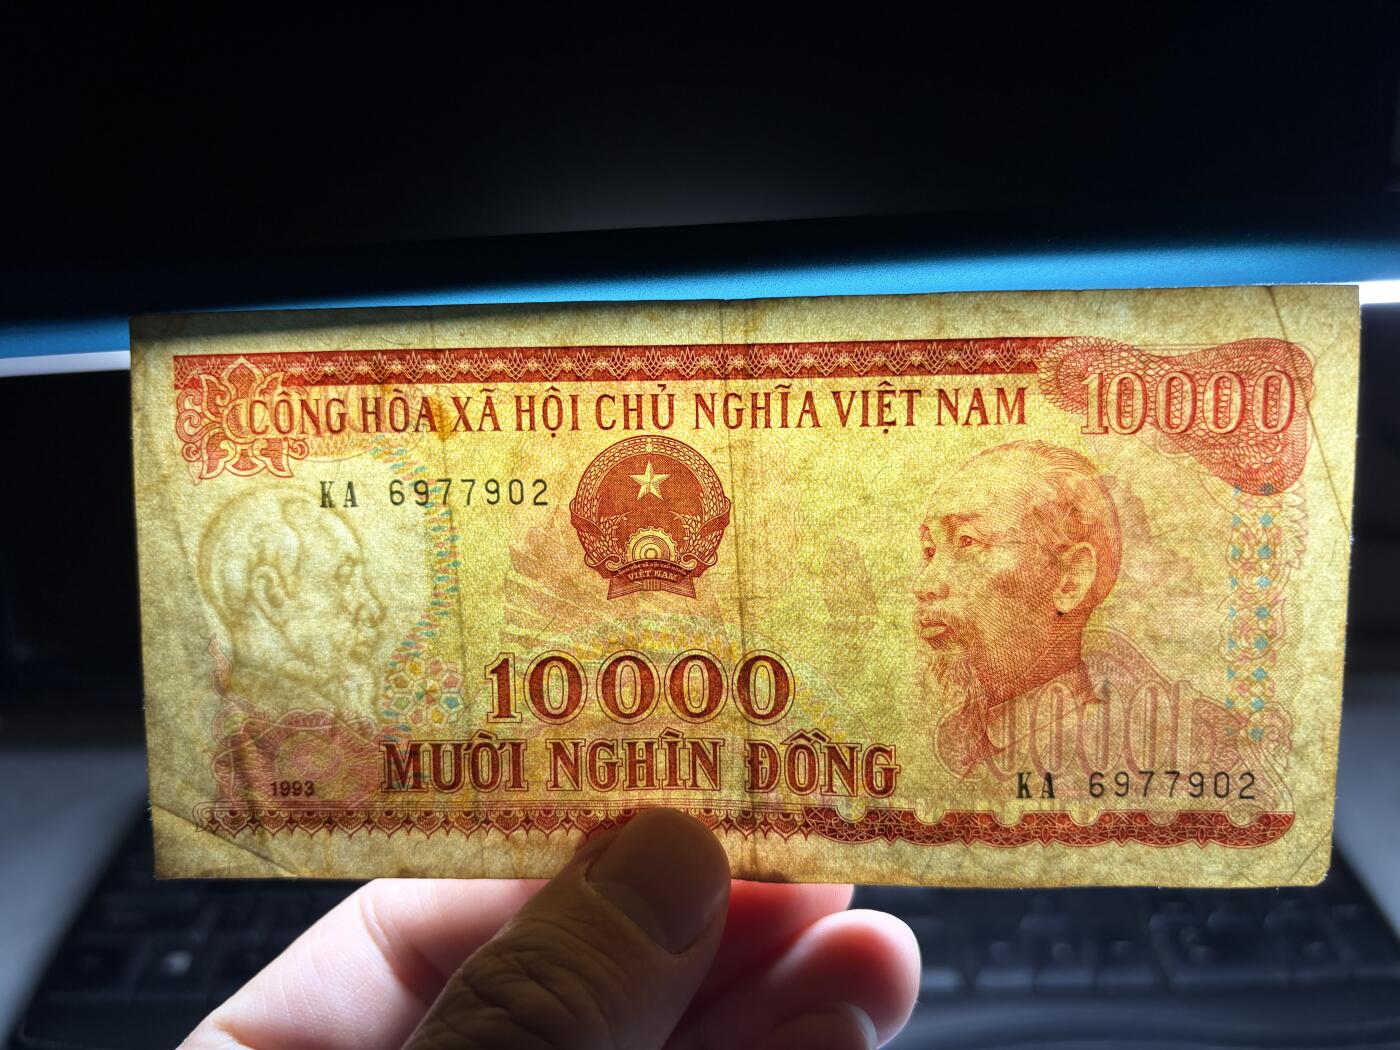 CỘNG HÒA XÃ HỘI CHỦ NGHĨA VIỆT NAM
10000
KA 6977902
VIỆT NAM
10000
MƯỜI NGHÌN ĐỒNG
1993
KA 6977902